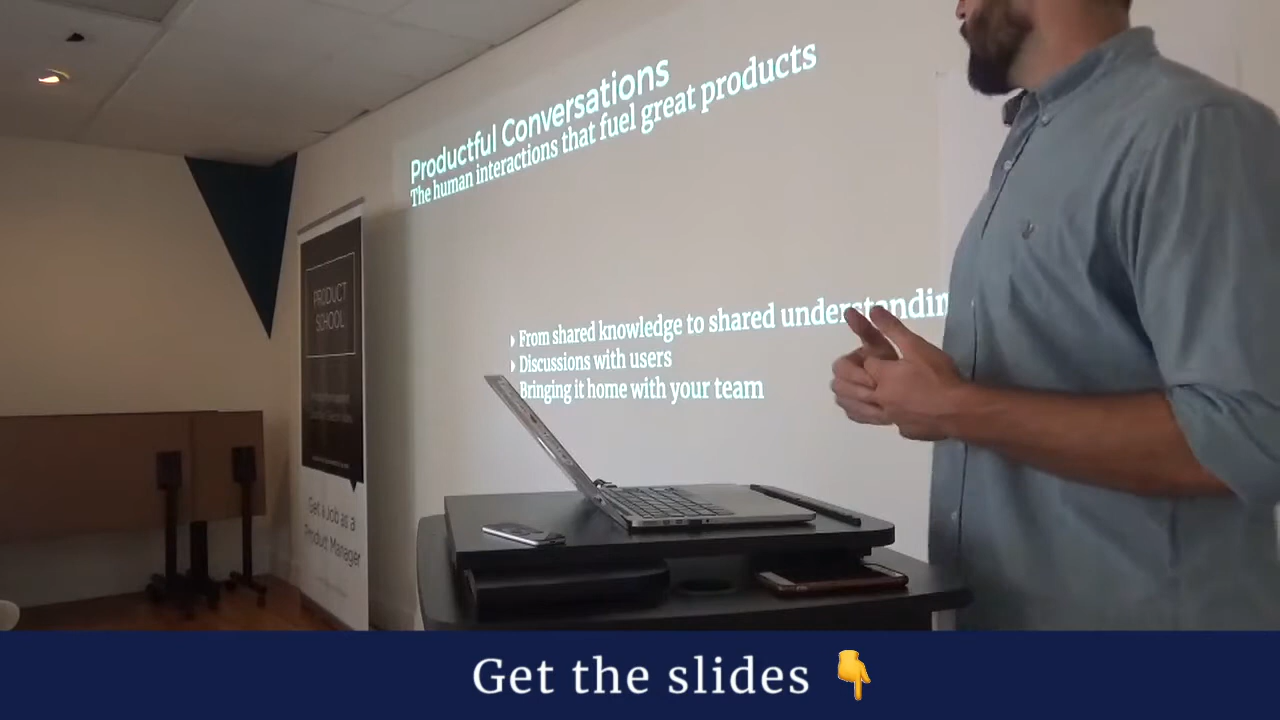 Productful Conversations
The human interactions that fuel great products
From shared knowledge to shared understandin
Discussions with users
Bringing it home with your team
PRODUCT
SCHOOL
Get a Job as a
Product Manager
Get the slides 👇